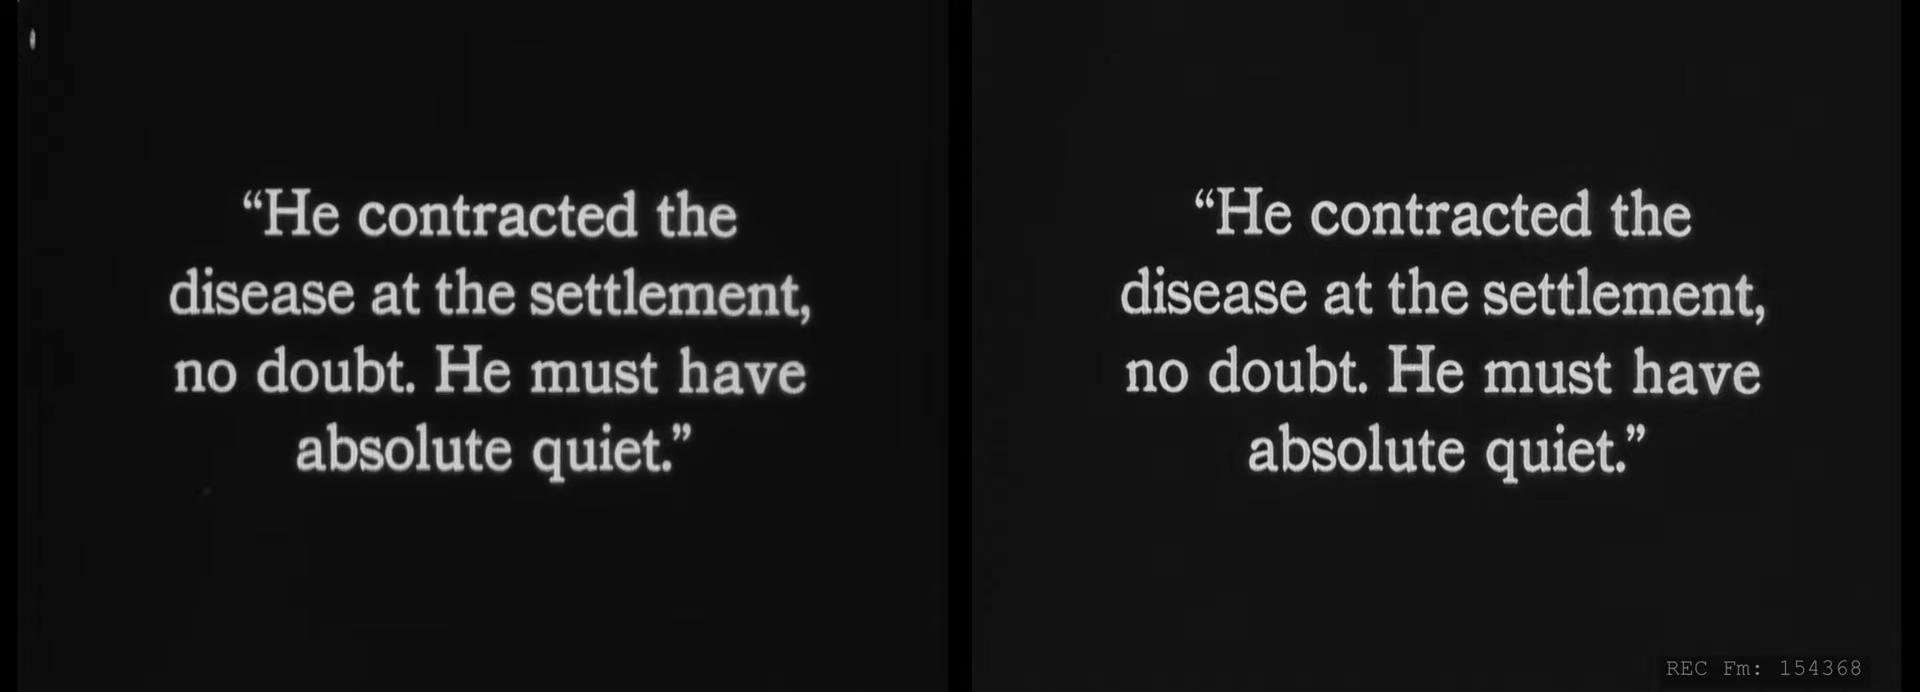 “He contracted the
disease at the settlement,
no doubt. He must have
absolute quiet.”
“He contracted the
disease at the settlement,
no doubt. He must have
absolute quiet.”
REC Fm: 154368